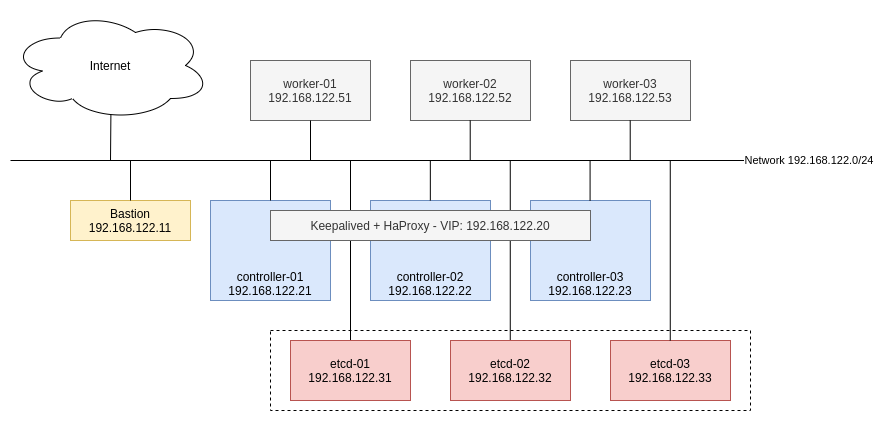 Internet
worker-01
192.168.122.51
worker-02
192.168.122.52
worker-03
192.168.122.53
Network 192.168.122.0/24
Bastion
192.168.122.11
Keepalived + HaProxy - VIP: 192.168.122.20
controller-01
192.168.122.21
controller-02
192.168.122.22
controller-03
192.168.122.23
etcd-01
192.168.122.31
etcd-02
192.168.122.32
etcd-03
192.168.122.33